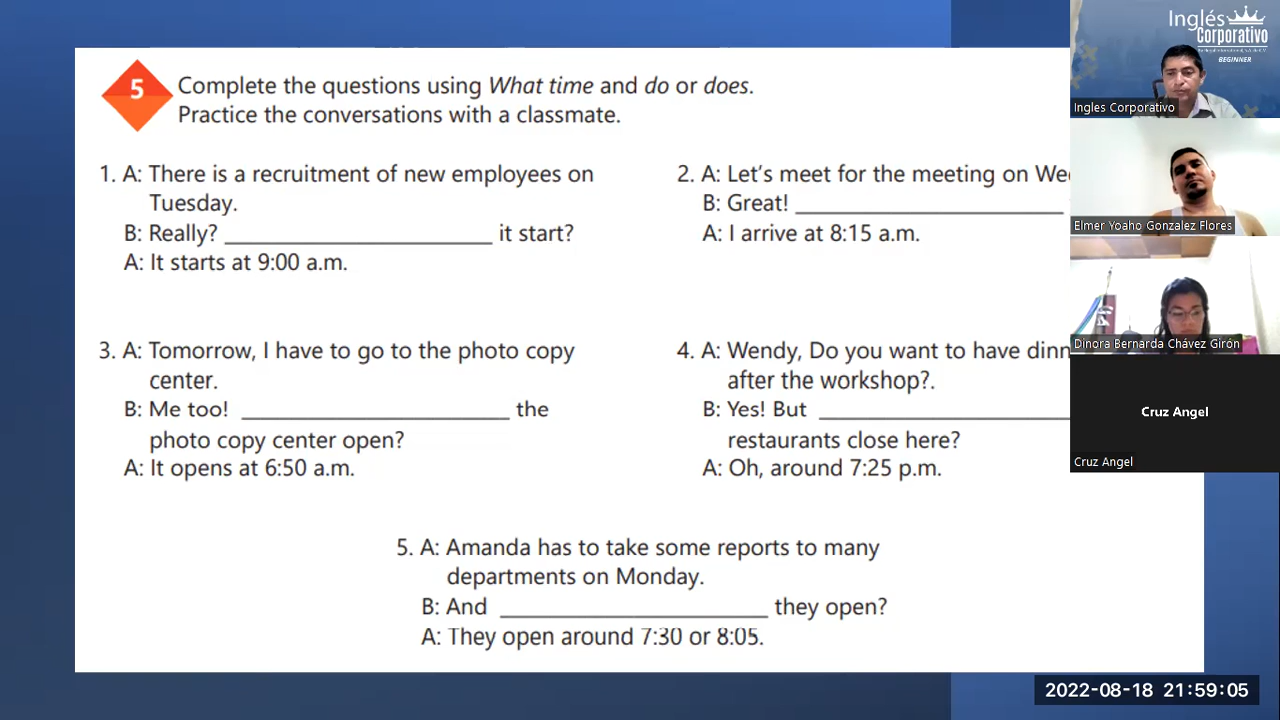 5
Complete the questions using What time and do or does.
Practice the conversations with a classmate.
1. A: There is a recruitment of new employees on
Tuesday.
B: Really? ____________________ it start?
A: It starts at 9:00 a.m.
2. A: Let's meet for the meeting on
B: Great! ____________________
A: I arrive at 8:15 a.m.
3. A: Tomorrow, I have to go to the photo copy
center.
B: Me too! ____________________ the
photo copy center open?
A: It opens at 6:50 a.m.
4. A: Wendy, Do you want to have
after the workshop?.
B: Yes! But ____________________
restaurants close here?
A: Oh, around 7:25 p.m.
5. A: Amanda has to take some reports to many
departments on Monday.
B: And ____________________ they open?
A: They open around 7:30 or 8:05.
Inglés
Corporativo
BEGINNER
Ingles Corporativo
Elmer Yoaho Gonzalez Flores
Dinora Bernarda Chávez Girón
Cruz Angel
Cruz Angel
2022-08-18 21:59:05